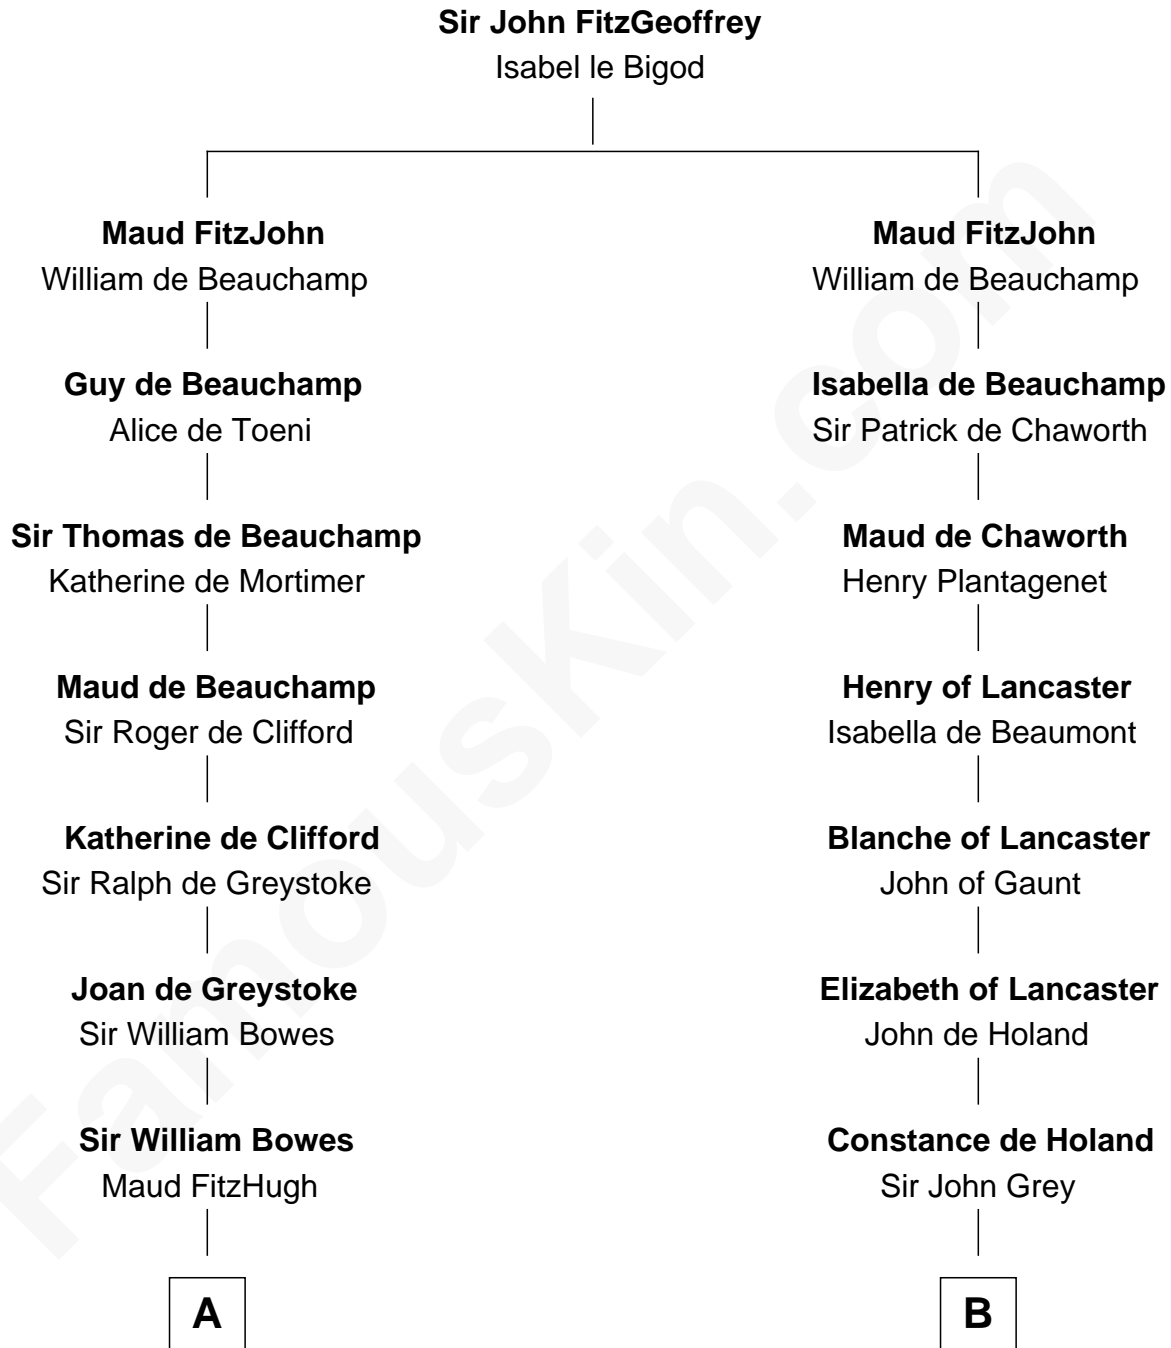 Sir John FitzGeoffrey
Isabel le Bigod
Maud FitzJohn
William de Beauchamp
Guy de Beauchamp
Alice de Toeni
Sir Thomas de Beauchamp
Katherine de Mortimer
Maud de Beauchamp
Sir Roger de Clifford
Katherine de Clifford
Sir Ralph de Greystoke
Joan de Greystoke
Sir William Bowes
Sir William Bowes
Maud FitzHugh
A
Maud FitzJohn
William de Beauchamp
Isabella de Beauchamp
Sir Patrick de Chaworth
Maud de Chaworth
Henry Plantagenet
Henry of Lancaster
Isabella de Beaumont
Blanche of Lancaster
John of Gaunt
Elizabeth of Lancaster
John de Holand
Constance de Holand
Sir John Grey
B
FamousKin.com